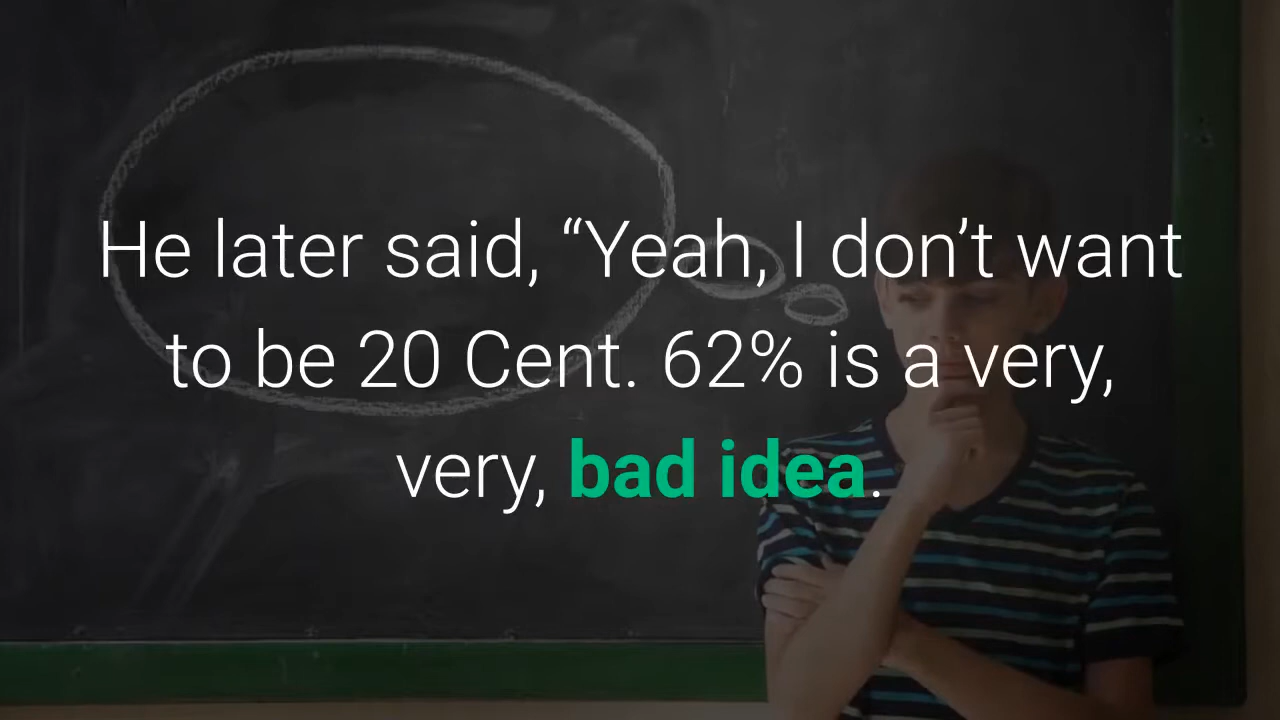 He later said, “Yeah, I don’t want
to be 20 Cent. 62% is a very,
very, bad idea.